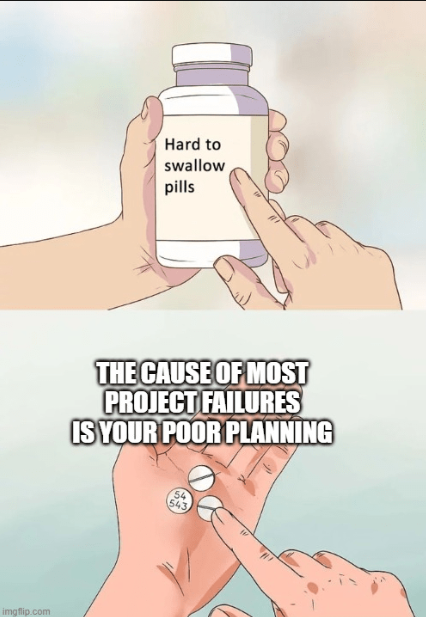 Hard to
swallow
pills
THE CAUSE OF MOST
PROJECT FAILURES
IS YOUR POOR PLANNING
54
543
imgflip.com